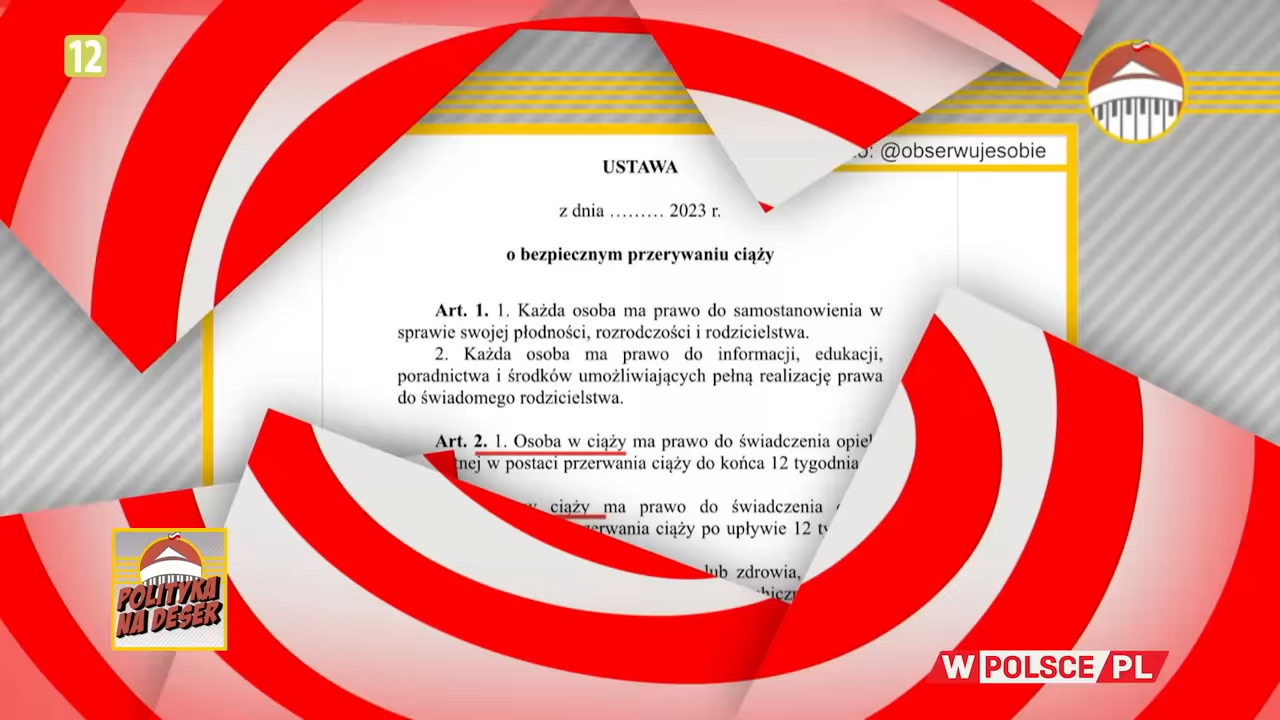 12
@obserwujesobie
USTAWA
z dnia ……… 2023 r.
o bezpiecznym przerywaniu ciąży
Art. 1. 1. Każda osoba ma prawo do samostanowienia w
sprawie swojej płodności, rozrodczości i rodzicielstwa.
2. Każda osoba ma prawo do informacji, edukacji,
poradnictwa i środków umożliwiających pełną realizację prawa
do świadomego rodzicielstwa.
Art. 2. 1. Osoba w ciąży ma prawo do świadczenia
w postaci przerwania ciąży do końca 12 tygodnia
ciąży ma prawo do świadczenia
ciąży po upływie 12
lub zdrowia,
POLITYKA
NA DESER
WPOLSCE/PL